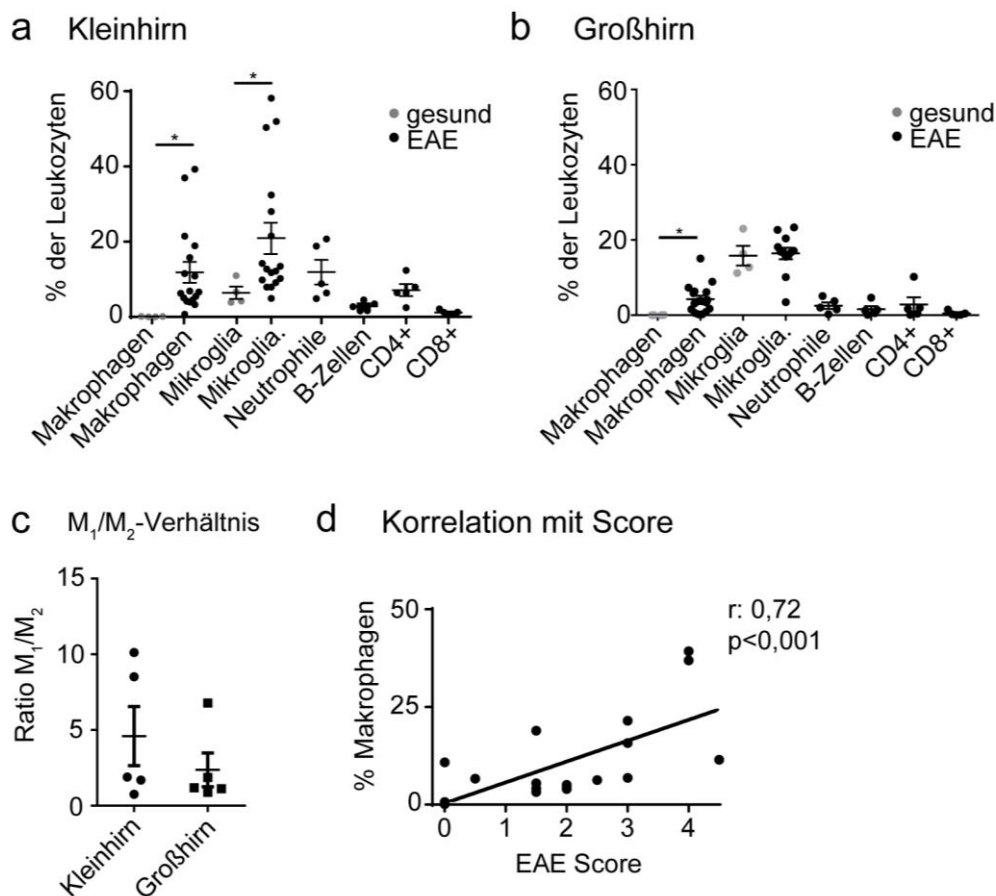 a Kleinhirn
% der Leukozyten
60
40
20
0
*
*
gesund
EAE
Makrophagen
Makrophagen
Mikroglia
Mikroglia.
Neutrophile
B-Zellen
CD4+
CD8+
b Großhirn
% der Leukozyten
60
40
20
0
*
gesund
EAE
Makrophagen
Makrophagen
Mikroglia
Mikroglia.
Neutrophile
B-Zellen
CD4+
CD8+
c M₁/M₂-Verhältnis
Ratio M₁/M₂
15
10
5
0
Kleinhirn
Großhirn
d Korrelation mit Score
% Makrophagen
50
25
0
r: 0,72
p<0,001
0 1 2 3 4
EAE Score